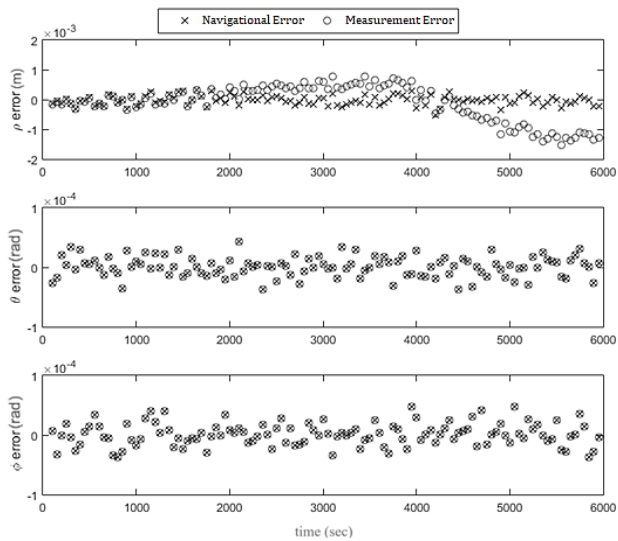 Navigational Error Measurement Error
×10⁻³
2
1
0
-1
-2
ρ error (m)
0 1000 2000 3000 4000 5000 6000
×10⁻⁴
1
0
-1
θ error (rad)
0 1000 2000 3000 4000 5000 6000
×10⁻⁴
1
0
-1
ϕ error (rad)
0 1000 2000 3000 4000 5000 6000
time (sec)